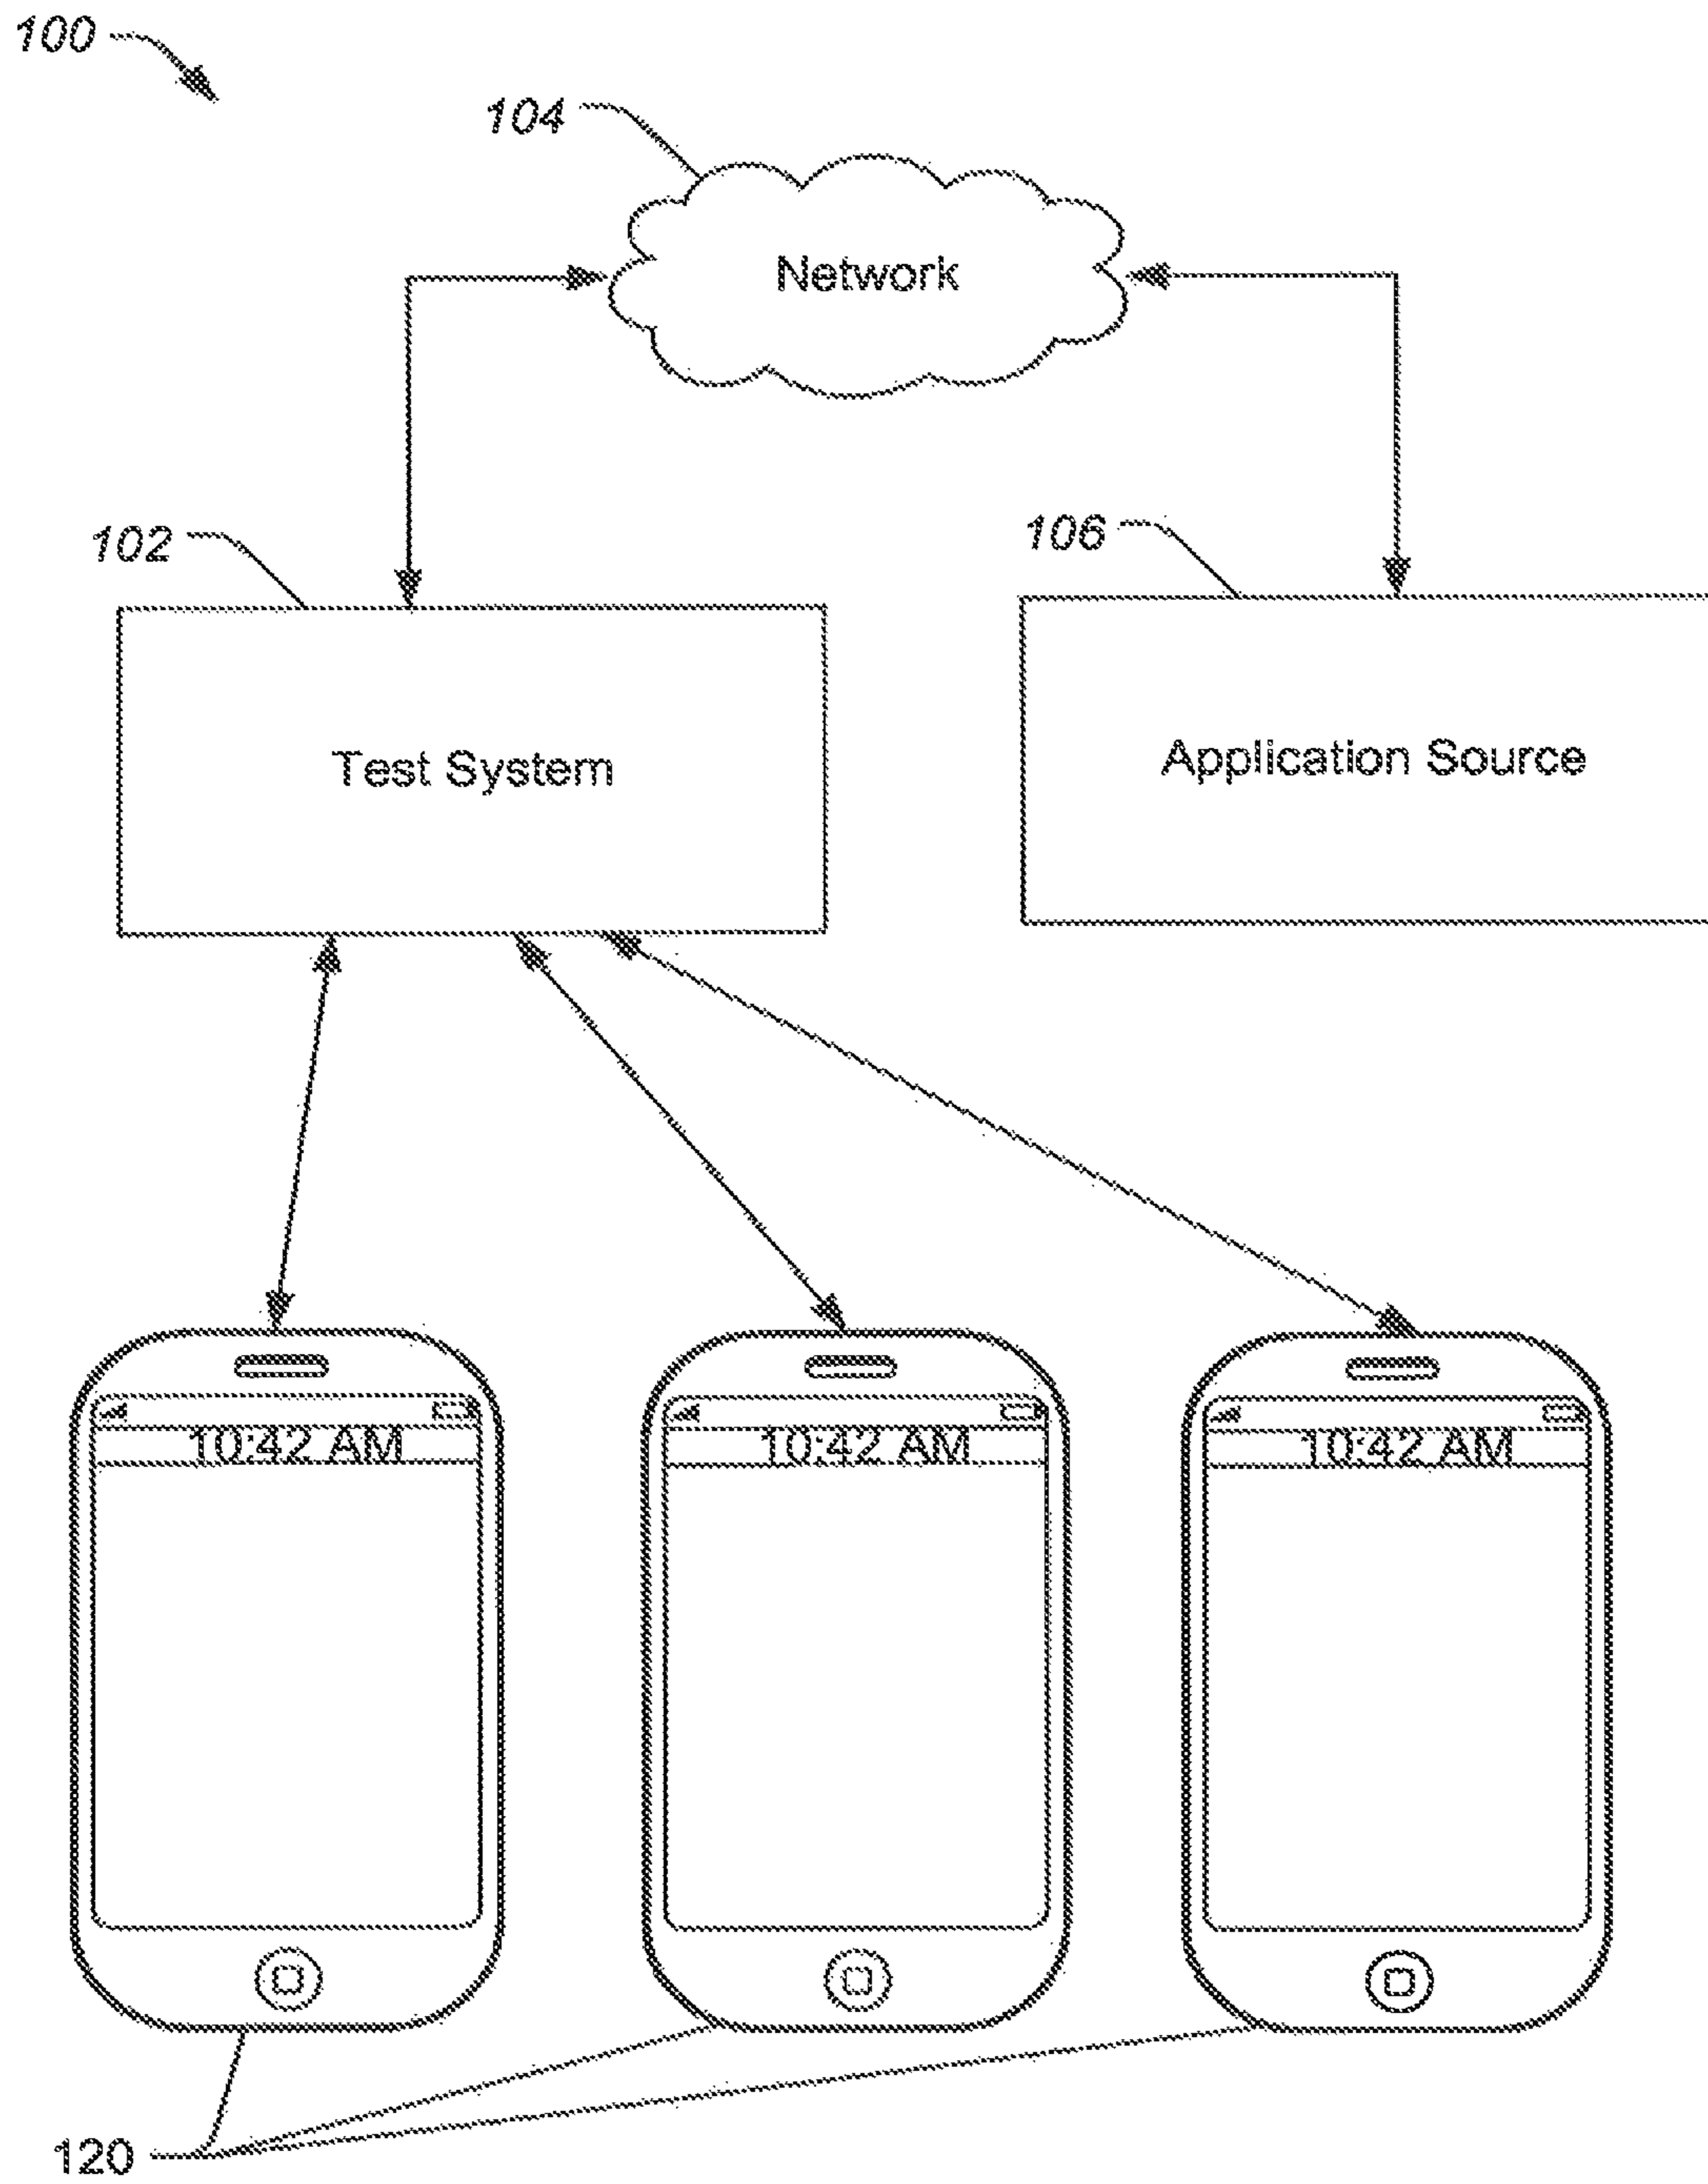 100
104
Network
102
106
Test System
Application Source
10:42 AM
10:42 AM
10:42 AM
120